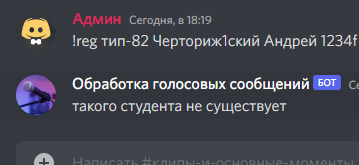 Админ Сегодня, в 18:19
!reg тип-82 Черториж1ский Андрей 1234f
Обработка голосовых сообщений БОТ Се
такого студента не существует
Написать #клипы-и-основные-моменты